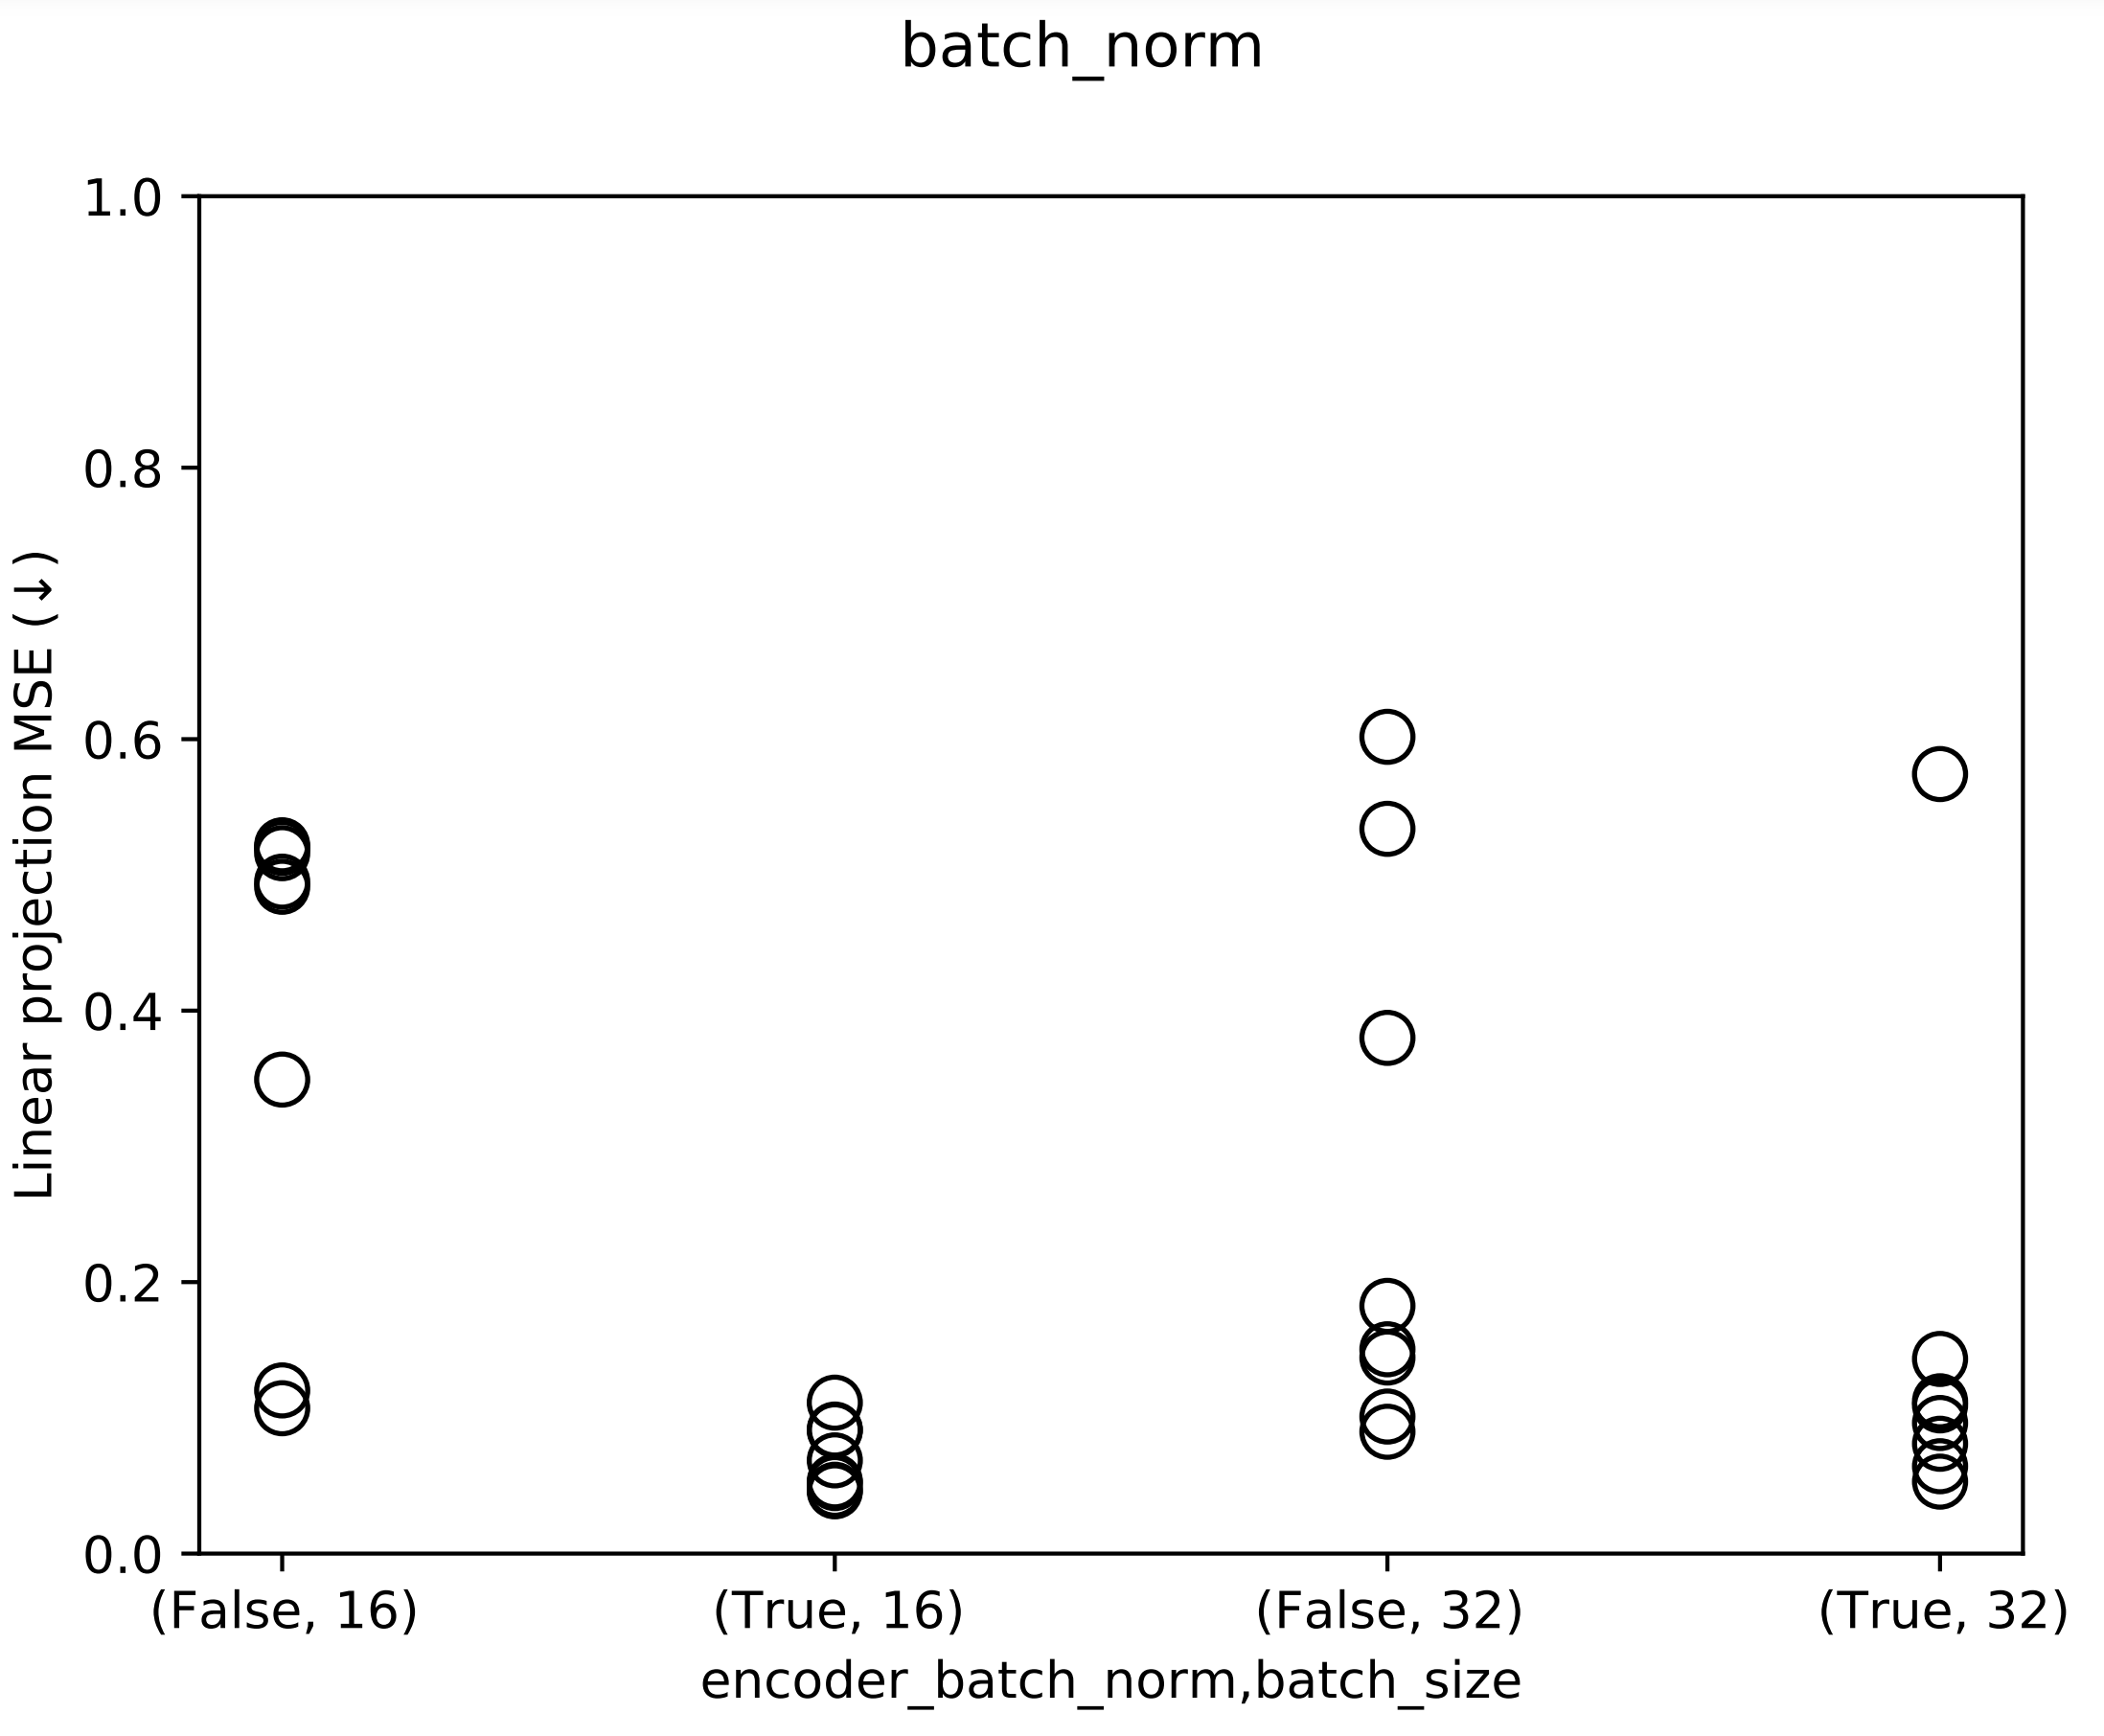 batch_norm
1.0
0.8
0.6
0.4
0.2
0.0
Linear projection MSE (↓)
(False, 16)
(True, 16)
(False, 32)
(True, 32)
encoder_batch_norm,batch_size